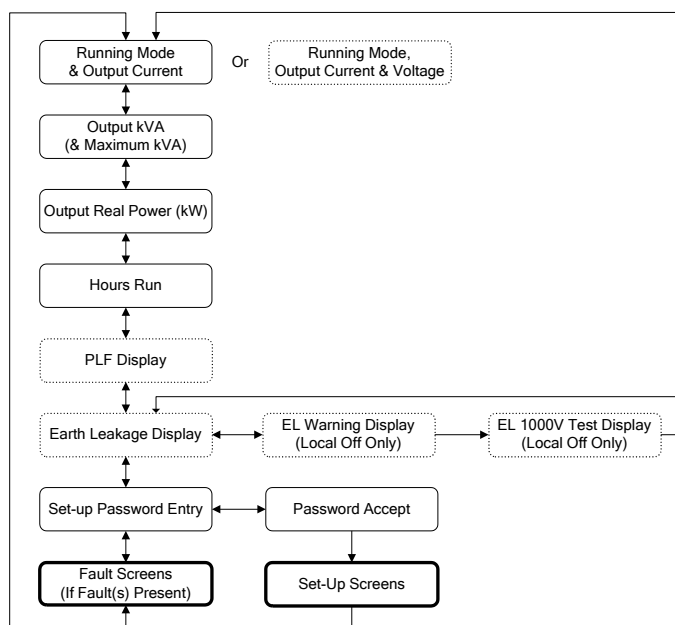 Running Mode
& Output Current
Or
Running Mode,
Output Current & Voltage
Output kVA
(& Maximum kVA)
Output Real Power (kW)
Hours Run
PLF Display
Earth Leakage Display
EL Warning Display
(Local Off Only)
EL 1000V Test Display
(Local Off Only)
Set-up Password Entry
Password Accept
Fault Screens
(If Fault(s) Present)
Set-Up Screens